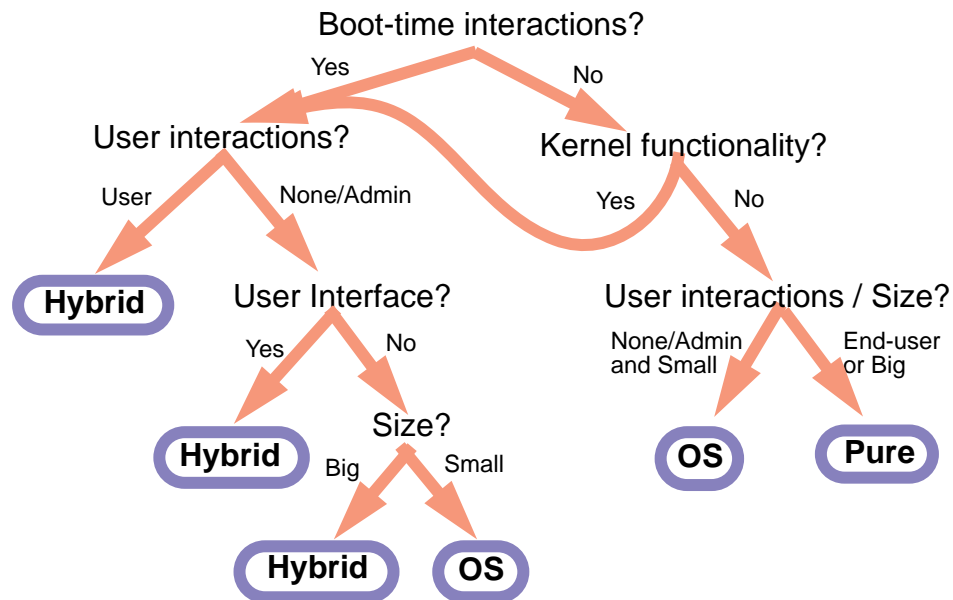 Boot-time interactions?
Yes
No
User interactions?
Kernel functionality?
User
None/Admin
Yes
No
Hybrid
User Interface?
User interactions / Size?
Yes
No
None/Admin
and Small
End-user
or Big
Size?
Hybrid
OS
Pure
Big
Small
Hybrid
OS